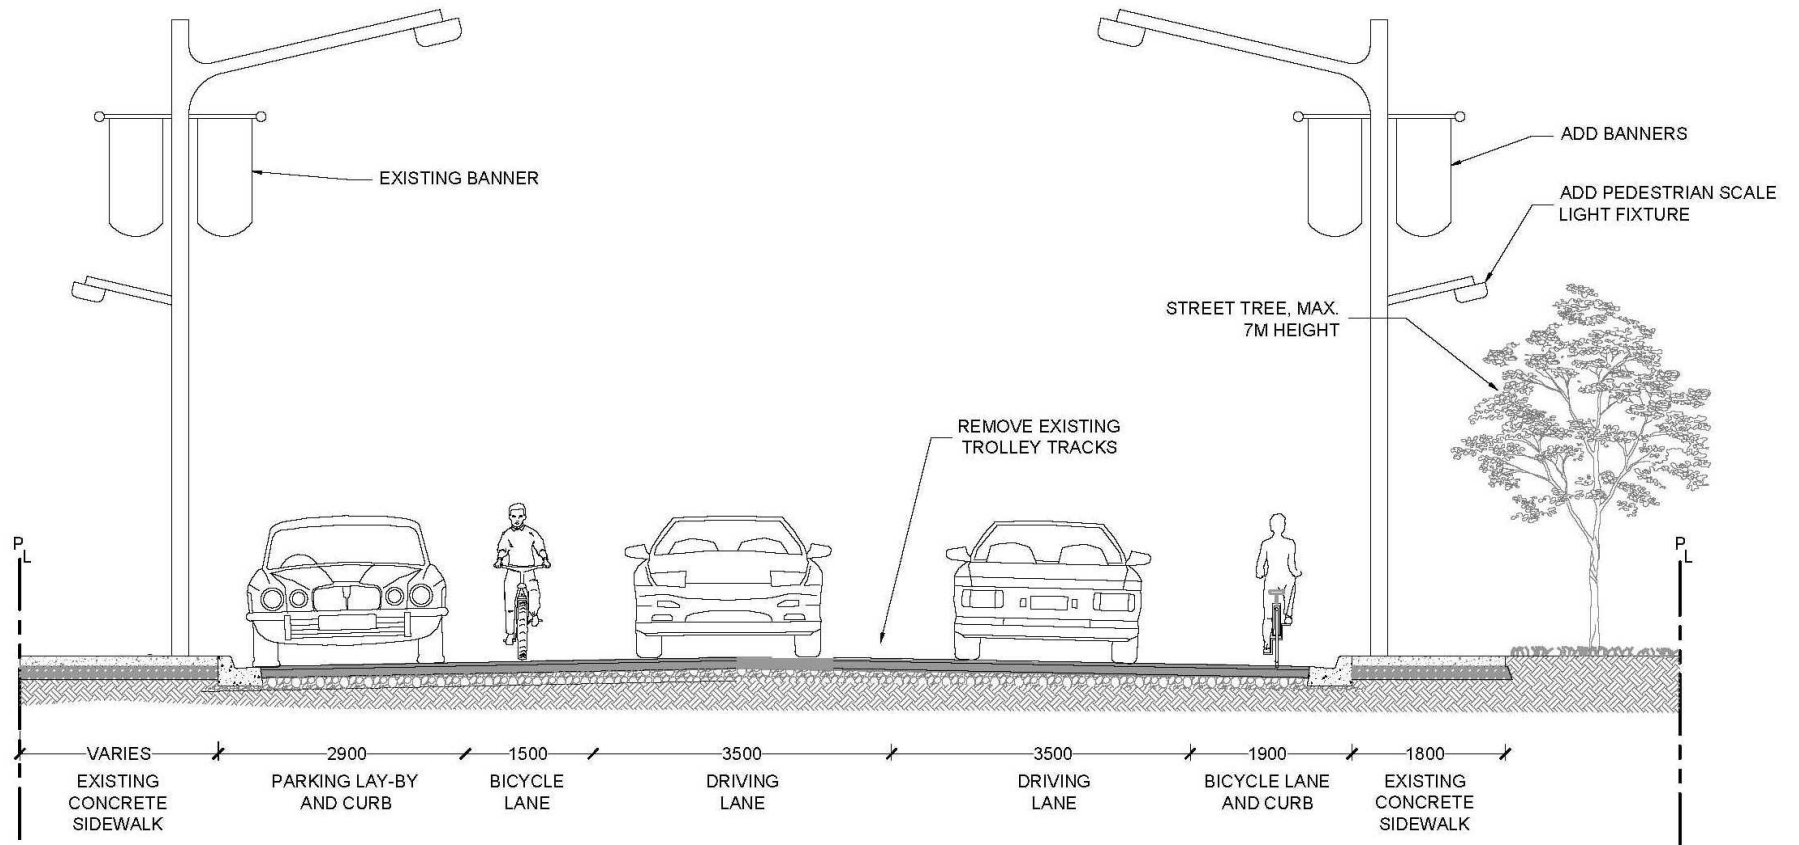 EXISTING BANNER
ADD BANNERS
ADD PEDESTRIAN SCALE
LIGHT FIXTURE
STREET TREE, MAX.
7M HEIGHT
REMOVE EXISTING
TROLLEY TRACKS
PL
PL
VARIES
EXISTING
CONCRETE
SIDEWALK
2900
PARKING LAY-BY
AND CURB
1500
BICYCLE
LANE
3500
DRIVING
LANE
3500
DRIVING
LANE
1900
BICYCLE LANE
AND CURB
1800
EXISTING
CONCRETE
SIDEWALK